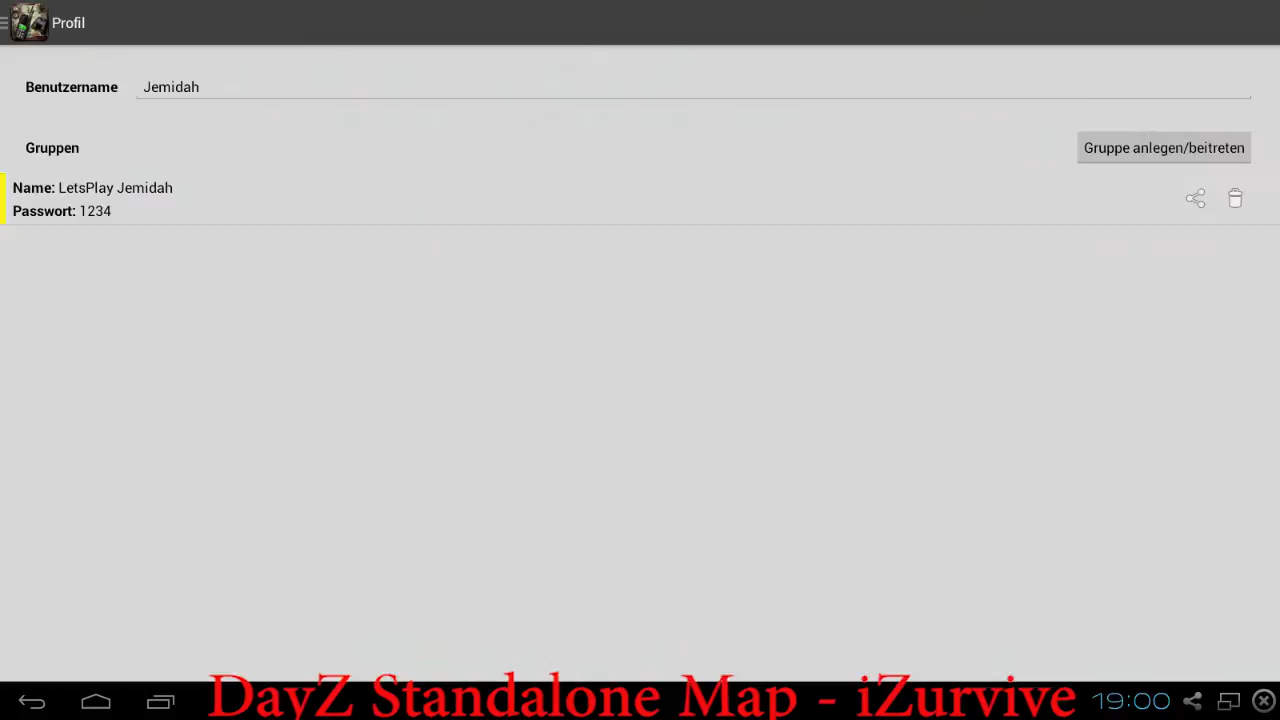 Profil
Benutzername Jemidah
Gruppen Gruppe anlegen/beitreten
Name: LetsPlay Jemidah
Passwort: 1234
DayZ Standalone Map - iZurvive 19:00